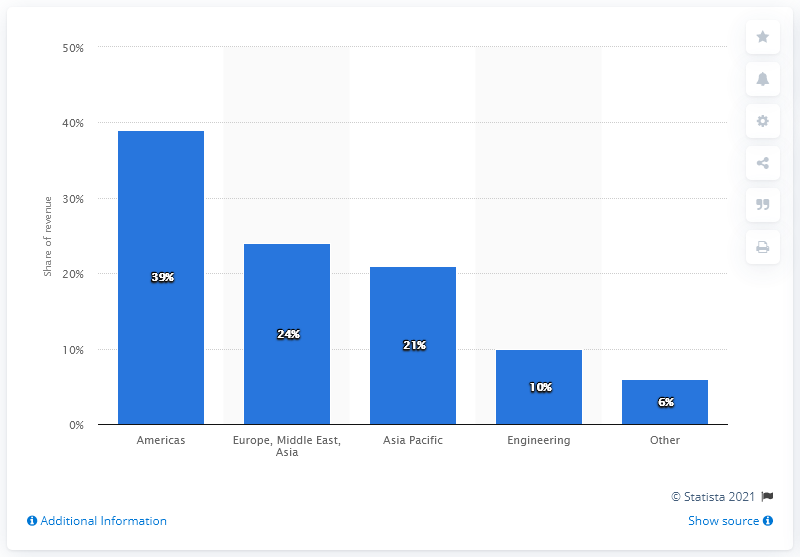 50%
40%
30%
20%
10%
0%
Share of revenue
39%
24%
21%
10%
6%
Americas
Europe, Middle East,
Asia
Asia Pacific
Engineering
Other
© Statista 2021
Additional Information
Show source